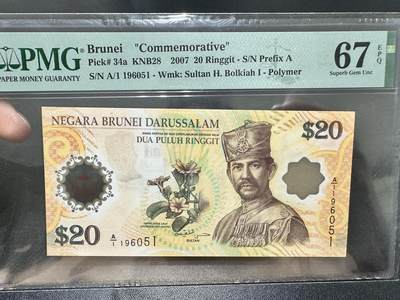 PMG
PAPER MONEY GUARANTY
Brunei "Commemorative"
Pick# 34a KNB28 2007 20 Ringgit - S/N Prefix A
S/N A/1 196051 - Wmk: Sultan H. Bolkiah I - Polymer
67 EPQ
Superb Gem Unc
NEGARA BRUNEI DARUSSALAM
DUA PULUH RINGGIT
$20
A/1 196051
$20
A/1 196051
SULTAN